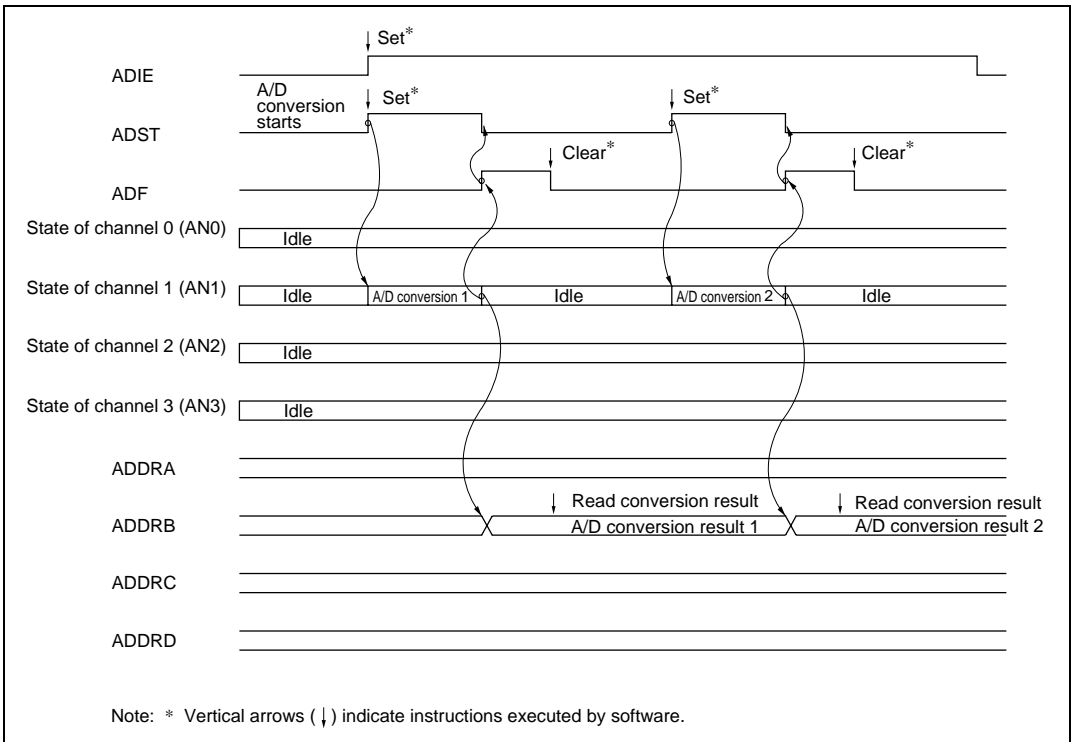 Set*
ADIE
A/D
conversion
starts
Set*
Set*
ADST
Clear*
Clear*
ADF
State of channel 0 (AN0)
Idle
State of channel 1 (AN1)
Idle
A/D conversion 1
Idle
A/D conversion 2
Idle
State of channel 2 (AN2)
Idle
State of channel 3 (AN3)
Idle
ADDRA
Read conversion result
Read conversion result
ADDRB
A/D conversion result 1
A/D conversion result 2
ADDRC
ADDRD
Note: * Vertical arrows (↓) indicate instructions executed by software.